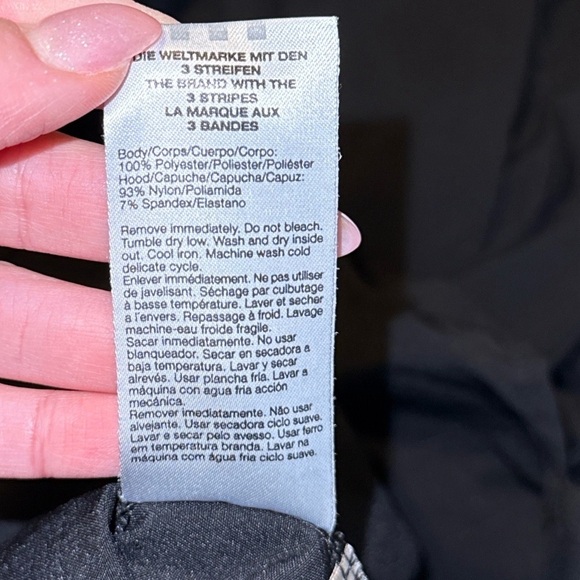 DIE WELTMARKE MIT DEN
3 STREIFEN
THE BRAND WITH THE
3 STRIPES
LA MARQUE AUX
3 BANDES
Body/Corps/Cuerpo/Corpo:
100% Polyester/Poliester/Poliéster
Hood/Capuche/Capucha/Capuz:
93% Nylon/Poliamida
7% Spandex/Elastano
Remove immediately. Do not bleach.
Tumble dry low. Wash and dry inside
out. Cool iron. Machine wash cold
delicate cycle.
Enlever immédiatement. Ne pas utiliser
de javelisant. Séchage par culbutage
à basse température. Laver et secher
a l'envers. Repassage à froid. Lavage
machine-eau froide fragile.
Sacar inmediatamente. No usar
blanqueador. Secar en secadora a
baja temperatura. Lavar y secar
alrevés. Usar plancha fría. Lavar a
máquina con agua fria acción
mecánica.
Remover imediatamente. Não usar
alvejante. Usar secadora ciclo suave.
Lavar e secar pelo avesso. Usar ferro
em temperatura branda. Lavar na
máquina com água fria ciclo suave.